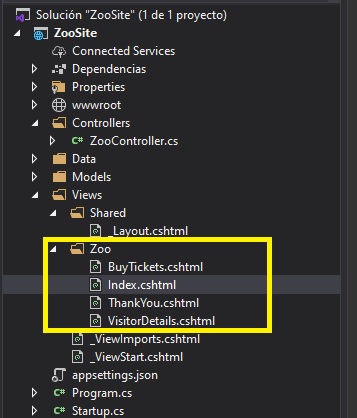 Solución "ZooSite" (1 de 1 proyecto)
ZooSite
Connected Services
Dependencias
Properties
wwwroot
Controllers
C# ZooController.cs
Data
Models
Views
Shared
_Layout.cshtml
Zoo
BuyTickets.cshtml
Index.cshtml
ThankYou.cshtml
VisitorDetails.cshtml
_ViewImports.cshtml
_ViewStart.cshtml
appsettings.json
C# Program.cs
C# Startup.cs